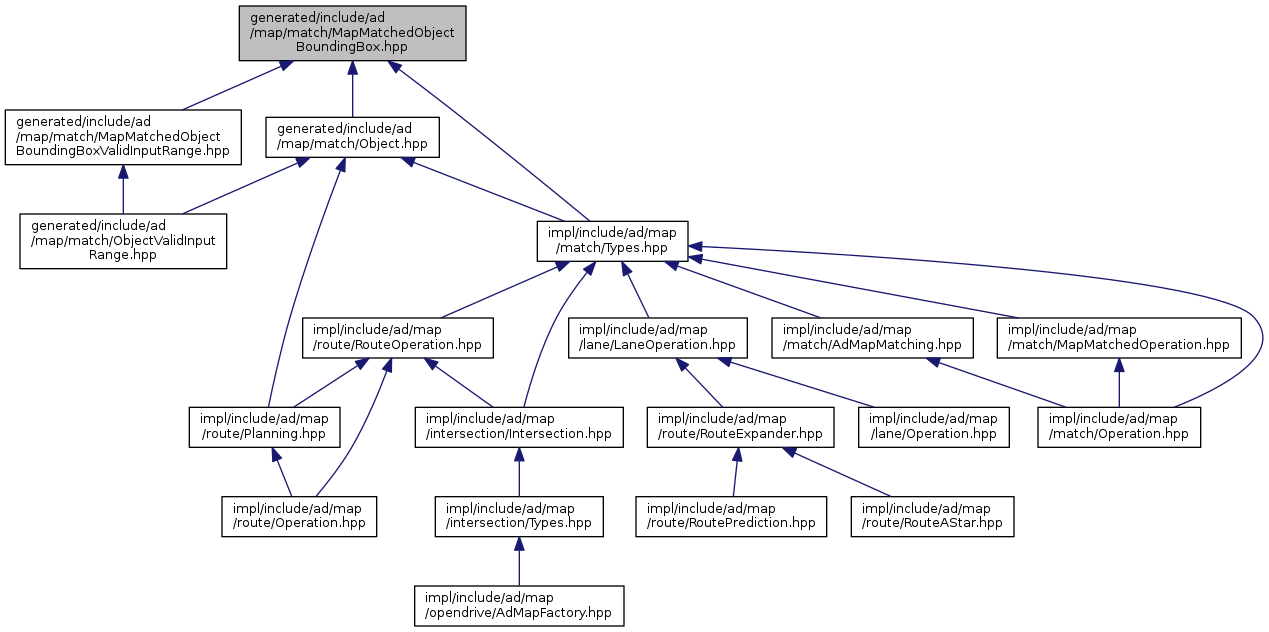 generated/include/ad
/map/match/MapMatchedObject
BoundingBox.hpp
generated/include/ad
/map/match/MapMatchedObject
BoundingBoxValidInputRange.hpp
generated/include/ad
/map/match/Object.hpp
generated/include/ad
/map/match/ObjectValidInput
Range.hpp
impl/include/ad/map
/match/Types.hpp
impl/include/ad/map
/route/RouteOperation.hpp
impl/include/ad/map
/lane/LaneOperation.hpp
impl/include/ad/map
/match/AdMapMatching.hpp
impl/include/ad/map
/match/MapMatchedOperation.hpp
impl/include/ad/map
/route/Planning.hpp
impl/include/ad/map
/intersection/Intersection.hpp
impl/include/ad/map
/route/RouteExpander.hpp
impl/include/ad/map
/lane/Operation.hpp
impl/include/ad/map
/match/Operation.hpp
impl/include/ad/map
/route/Operation.hpp
impl/include/ad/map
/intersection/Types.hpp
impl/include/ad/map
/route/RoutePrediction.hpp
impl/include/ad/map
/route/RouteAStar.hpp
impl/include/ad/map
/opendrive/AdMapFactory.hpp